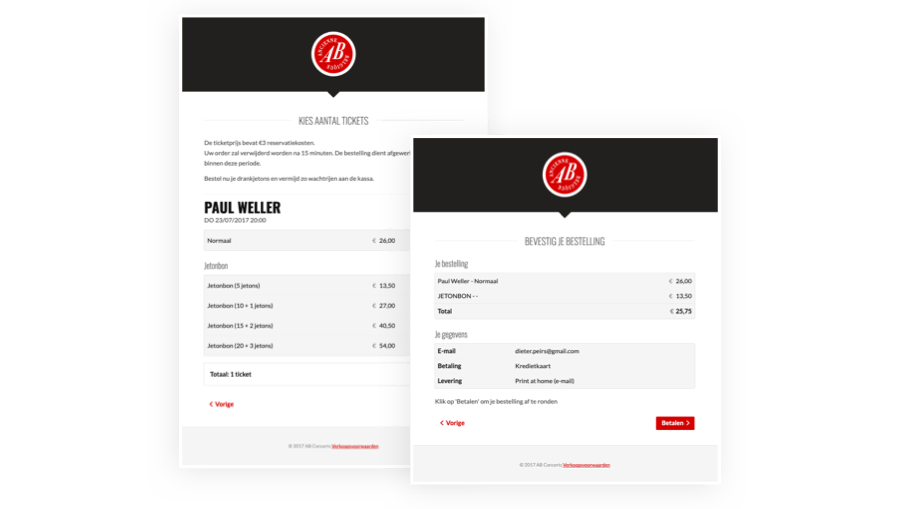 ANCIENNE BELGIQUE
AB
KIES AANTAL TICKETS
De ticketprijs bevat €3 reservatiekosten.
Uw order zal verwijderd worden na 15 minuten. De bestelling dient afgewer
binnen deze periode.
Bestel nu je drankjetons en vermijd zo wachtrijen aan de kassa.
PAUL WELLER
DO 23/07/2017 20:00
Normaal € 26,00
Jetonbon
Jetonbon (5 jetons) € 13,50
Jetonbon (10 + 1 jetons) € 27,00
Jetonbon (15 + 2 jetons) € 40,50
Jetonbon (20 + 3 jetons) € 54,00
Totaal: 1 ticket
< Vorige
© 2017 AB Concerts Verkoopsvoorwaarden
ANCIENNE BELGIQUE
AB
BEVESTIG JE BESTELLING
Je bestelling
Paul Weller - Normaal € 26,00
JETONBON - - € 13,50
Total € 25,75
Je gegevens
E-mail dieter.peirs@gmail.com
Betaling Kredietkaart
Levering Print at home (e-mail)
Klik op 'Betalen' om je bestelling af te ronden
< Vorige
Betalen >
© 2017 AB Concerts Verkoopsvoorwaarden